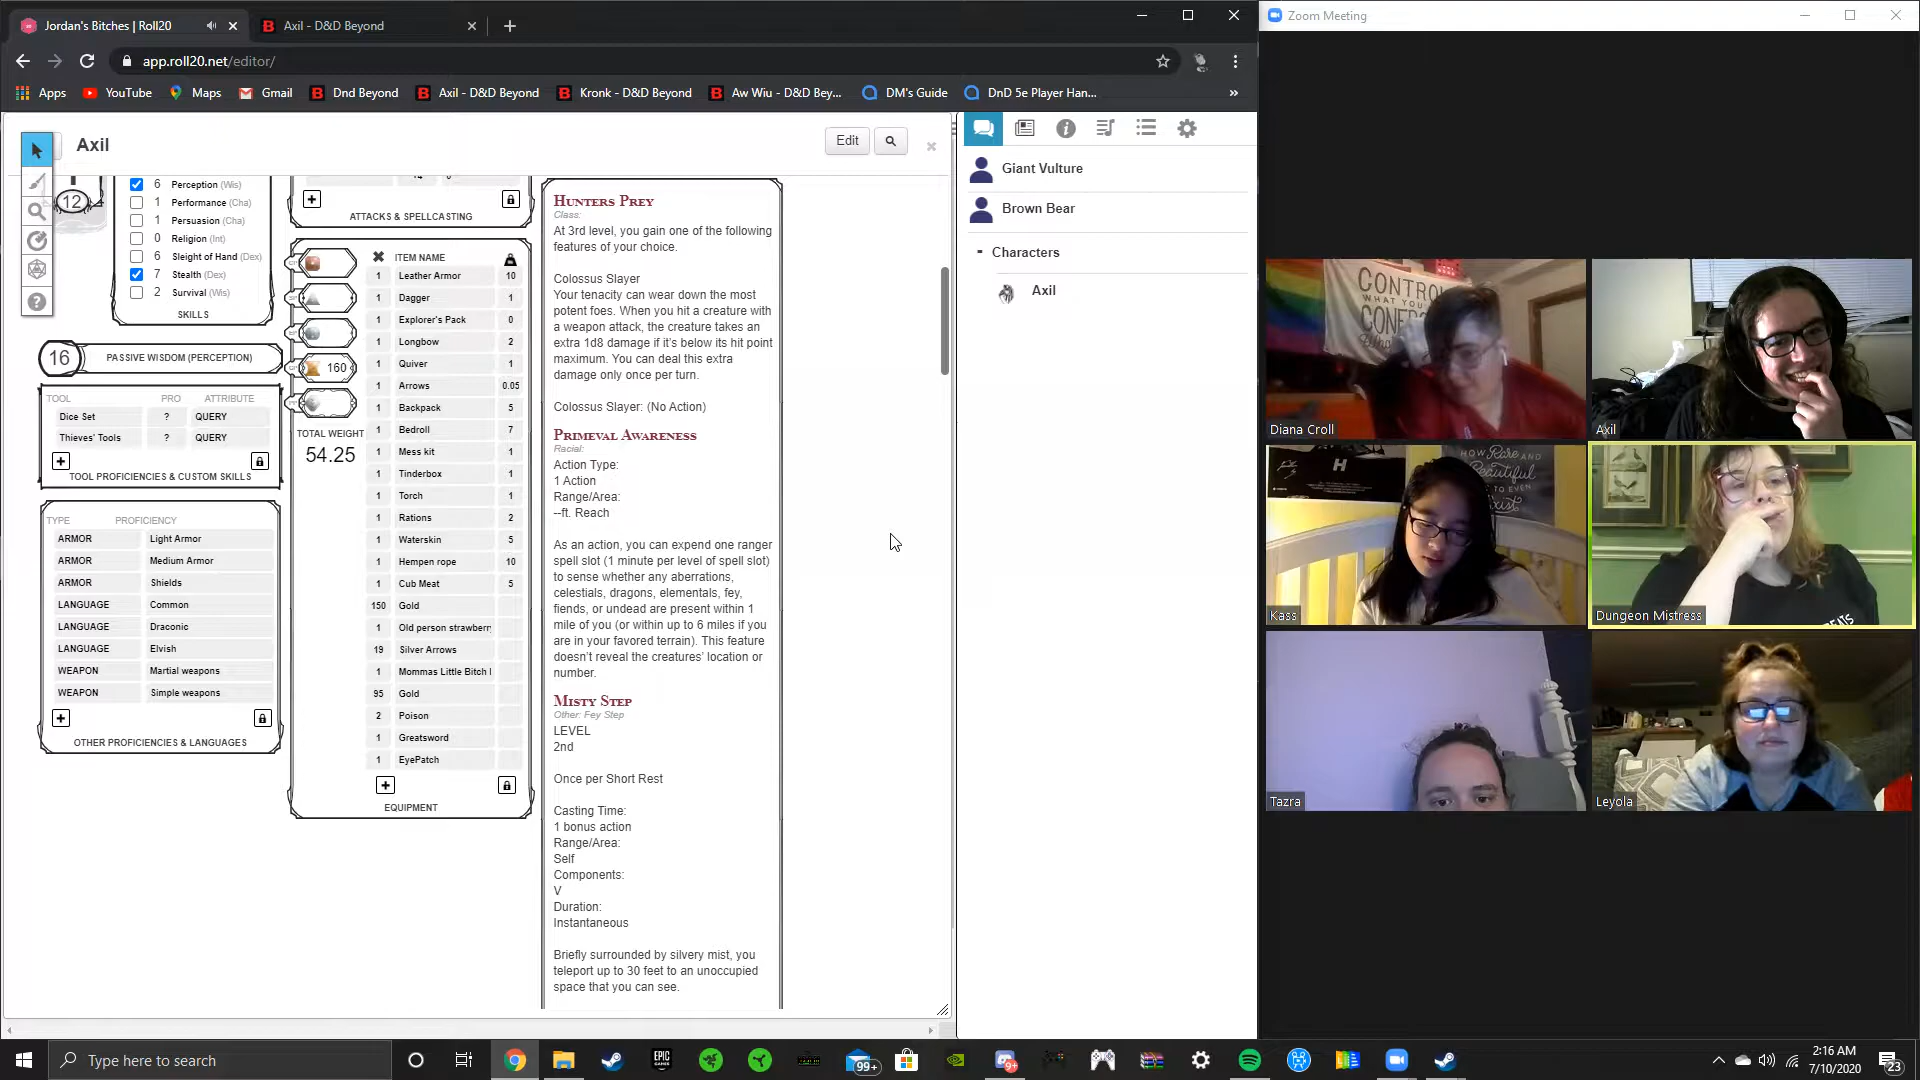 Jordan's Bitches | Roll20
Axil - D&D Beyond
Zoom Meeting
app.roll20.net/editor/
Apps
YouTube
Maps
Gmail
Dnd Beyond
Axil - D&D Beyond
Kronk - D&D Beyond
Aw Wiu - D&D Bey...
DM's Guide
DnD 5e Player Han...
»
Axil
Edit
12
6 Perception (Wis)
1 Performance (Cha)
1 Persuasion (Cha)
0 Religion (Int)
6 Sleight of Hand (Dex)
7 Stealth (Dex)
2 Survival (Wis)
SKILLS
16 PASSIVE WISDOM (PERCEPTION)
TOOL PRO ATTRIBUTE
Dice Set ? QUERY
Thieves' Tools ? QUERY
TOOL PROFICIENCIES & CUSTOM SKILLS
TYPE PROFICIENCY
ARMOR Light Armor
ARMOR Medium Armor
ARMOR Shields
LANGUAGE Common
LANGUAGE Draconic
LANGUAGE Elvish
WEAPON Martial weapons
WEAPON Simple weapons
OTHER PROFICIENCIES & LANGUAGES
ATTACKS & SPELLCASTING
160
TOTAL WEIGHT
54.25
ITEM NAME
1 Leather Armor 10
1 Dagger 1
1 Explorer's Pack 0
1 Longbow 2
1 Quiver 1
1 Arrows 0.05
1 Backpack 5
1 Bedroll 7
1 Mess kit 1
1 Tinderbox 1
1 Torch 1
1 Rations 2
1 Waterskin 5
1 Hempen rope 10
1 Cub Meat 5
150 Gold
1 Old person strawberry
19 Silver Arrows
1 Mommas Little Bitch
95 Gold
2 Poison
1 Greatsword
1 EyePatch
EQUIPMENT
HUNTERS PREY
Class:
At 3rd level, you gain one of the following
features of your choice.
Colossus Slayer
Your tenacity can wear down the most
potent foes. When you hit a creature with
a weapon attack, the creature takes an
extra 1d8 damage if it's below its hit point
maximum. You can deal this extra
damage only once per turn.
Colossus Slayer: (No Action)
PRIMEVAL AWARENESS
Racial:
Action Type:
1 Action
Range/Area:
--ft. Reach
As an action, you can expend one ranger
spell slot (1 minute per level of spell slot)
to sense whether any aberrations,
celestials, dragons, elementals, fey,
fiends, or undead are present within 1
mile of you (or within up to 6 miles if you
are in your favored terrain). This feature
doesn't reveal the creatures' location or
number.
MISTY STEP
Other: Fey Step
LEVEL
2nd
Once per Short Rest
Casting Time:
1 bonus action
Range/Area:
Self
Components:
V
Duration:
Instantaneous
Briefly surrounded by silvery mist, you
teleport up to 30 feet to an unoccupied
space that you can see.
Giant Vulture
Brown Bear
Characters
Axil
CONTROL
WHAT YOU
Diana Croll
Axil
H
HOW Rare and
Beautiful
TO EVEN
Exist
Kass
Dungeon Mistress
Tazra
Leyola
Type here to search
EPIC
GAMES
99+
9+
2:16 AM
7/10/2020
23